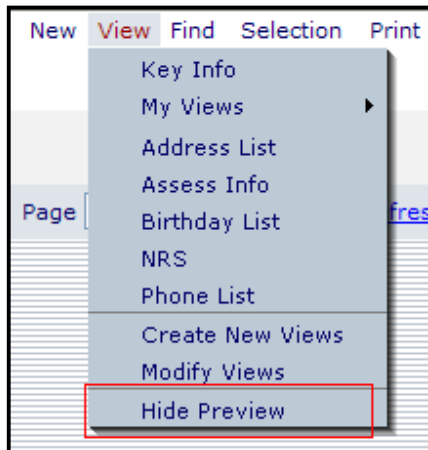 New View Find Selection Print
Key Info
My Views
Address List
Assess Info
Page
fres
Birthday List
NRS
Phone List
Create New Views
Modify Views
Hide Preview